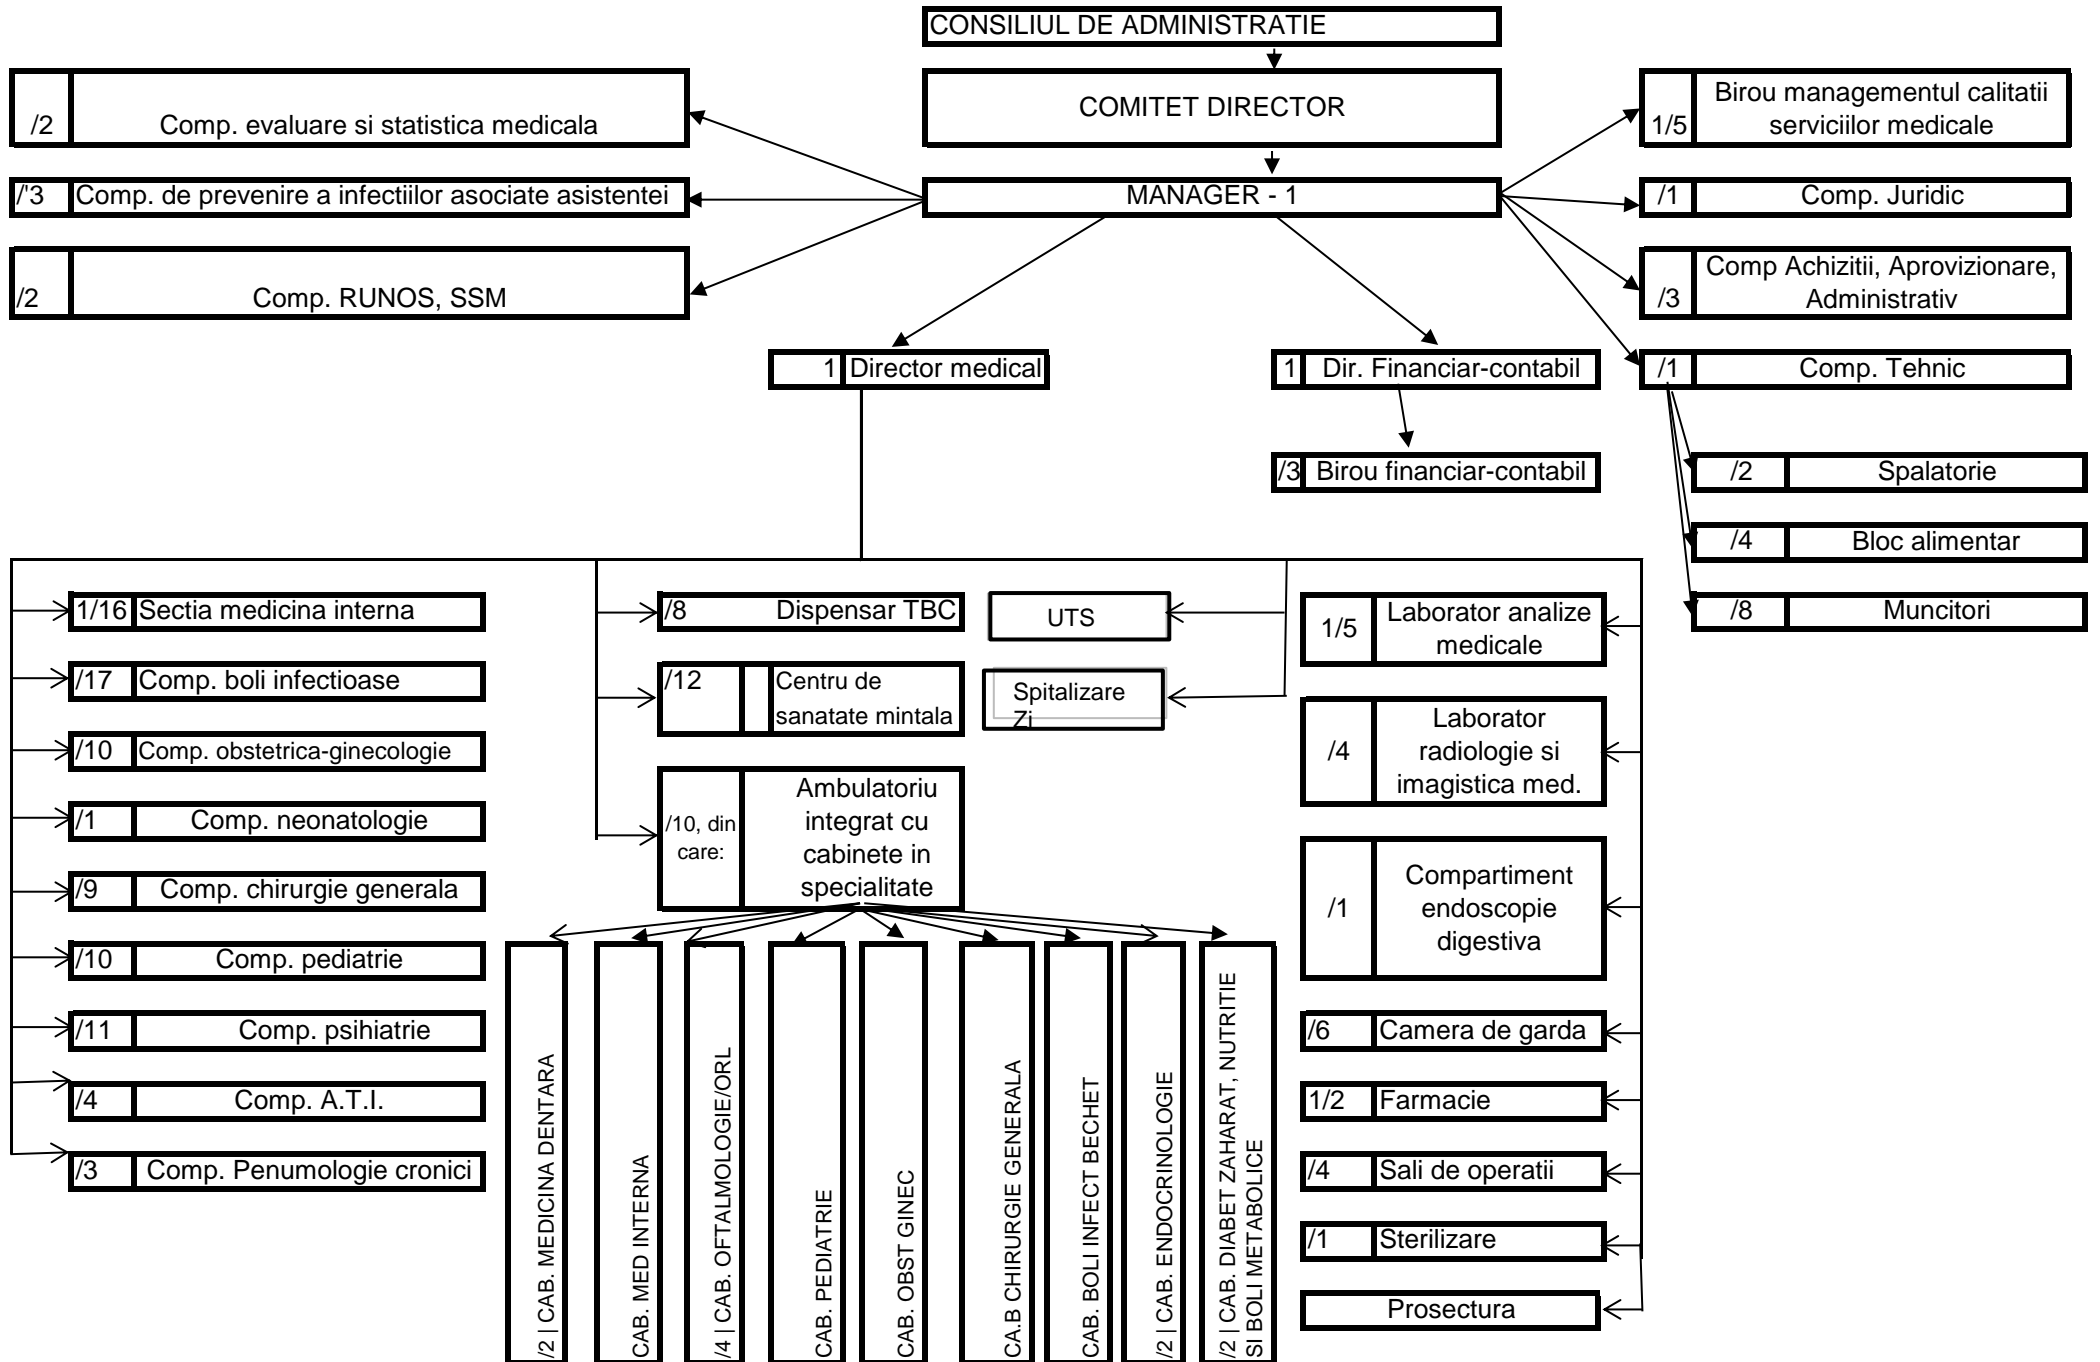 CONSILIUL DE ADMINISTRATIE
COMITET DIRECTOR
MANAGER - 1
/2 Comp. evaluare si statistica medicala
/'3 Comp. de prevenire a infectiilor asociate asistentei
/2 Comp. RUNOS, SSM
Birou managementul calitatii
1/5 serviciilor medicale
/1 Comp. Juridic
Comp Achizitii, Aprovizionare,
/3 Administrativ
/1 Comp. Tehnic
1 Director medical
1 Dir. Financiar-contabil
/3 Birou financiar-contabil
/2 Spalatorie
/4 Bloc alimentar
/8 Muncitori
1/16 Sectia medicina interna
/17 Comp. boli infectioase
/10 Comp. obstetrica-ginecologie
/1 Comp. neonatologie
/9 Comp. chirurgie generala
/10 Comp. pediatrie
/11 Comp. psihiatrie
/4 Comp. A.T.I.
/3 Comp. Penumologie cronici
/8 Dispensar TBC
/12 Centru de
sanatate mintala
/10, din
care:
Ambulatoriu
integrat cu
cabinete in
specialitate
UTS
Spitalizare
Zi
/2 | CAB. MEDICINA DENTARA
CAB. MED INTERNA
/4 | CAB. OFTALMOLOGIE/ORL
CAB. PEDIATRIE
CAB. OBST GINEC
CA.B CHIRURGIE GENERALA
CAB. BOLI INFECT BECHET
/2 | CAB. ENDOCRINOLOGIE
/2 | CAB. DIABET ZAHARAT, NUTRITIE
SI BOLI METABOLICE
1/5
Laborator analize
medicale
/4
Laborator
radiologie si
imagistica med.
/1
Compartiment
endoscopie
digestiva
/6 Camera de garda
1/2 Farmacie
/4 Sali de operatii
/1 Sterilizare
Prosectura